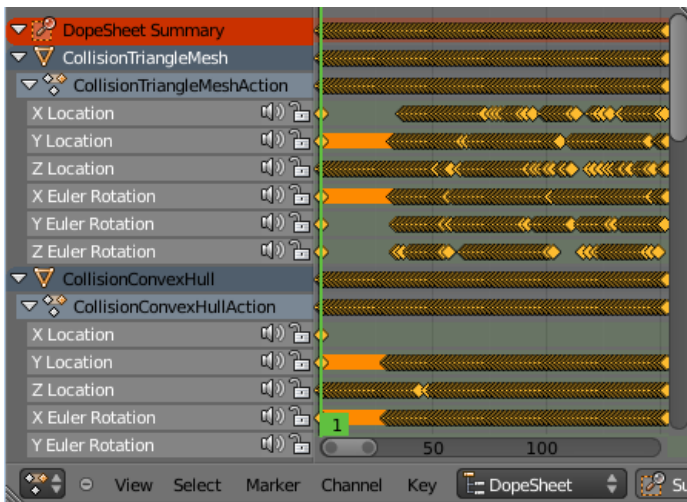 DopeSheet Summary
CollisionTriangleMesh
CollisionTriangleMeshAction
X Location
Y Location
Z Location
X Euler Rotation
Y Euler Rotation
Z Euler Rotation
CollisionConvexHull
CollisionConvexHullAction
X Location
Y Location
Z Location
X Euler Rotation
1
Y Euler Rotation 50 100
View Select Marker Channel Key DopeSheet Su